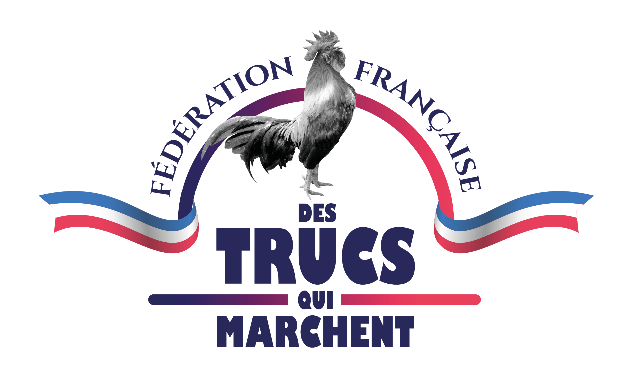 FÉDÉRATION FRANÇAISE
DES
TRUCS
QUI
MARCHENT